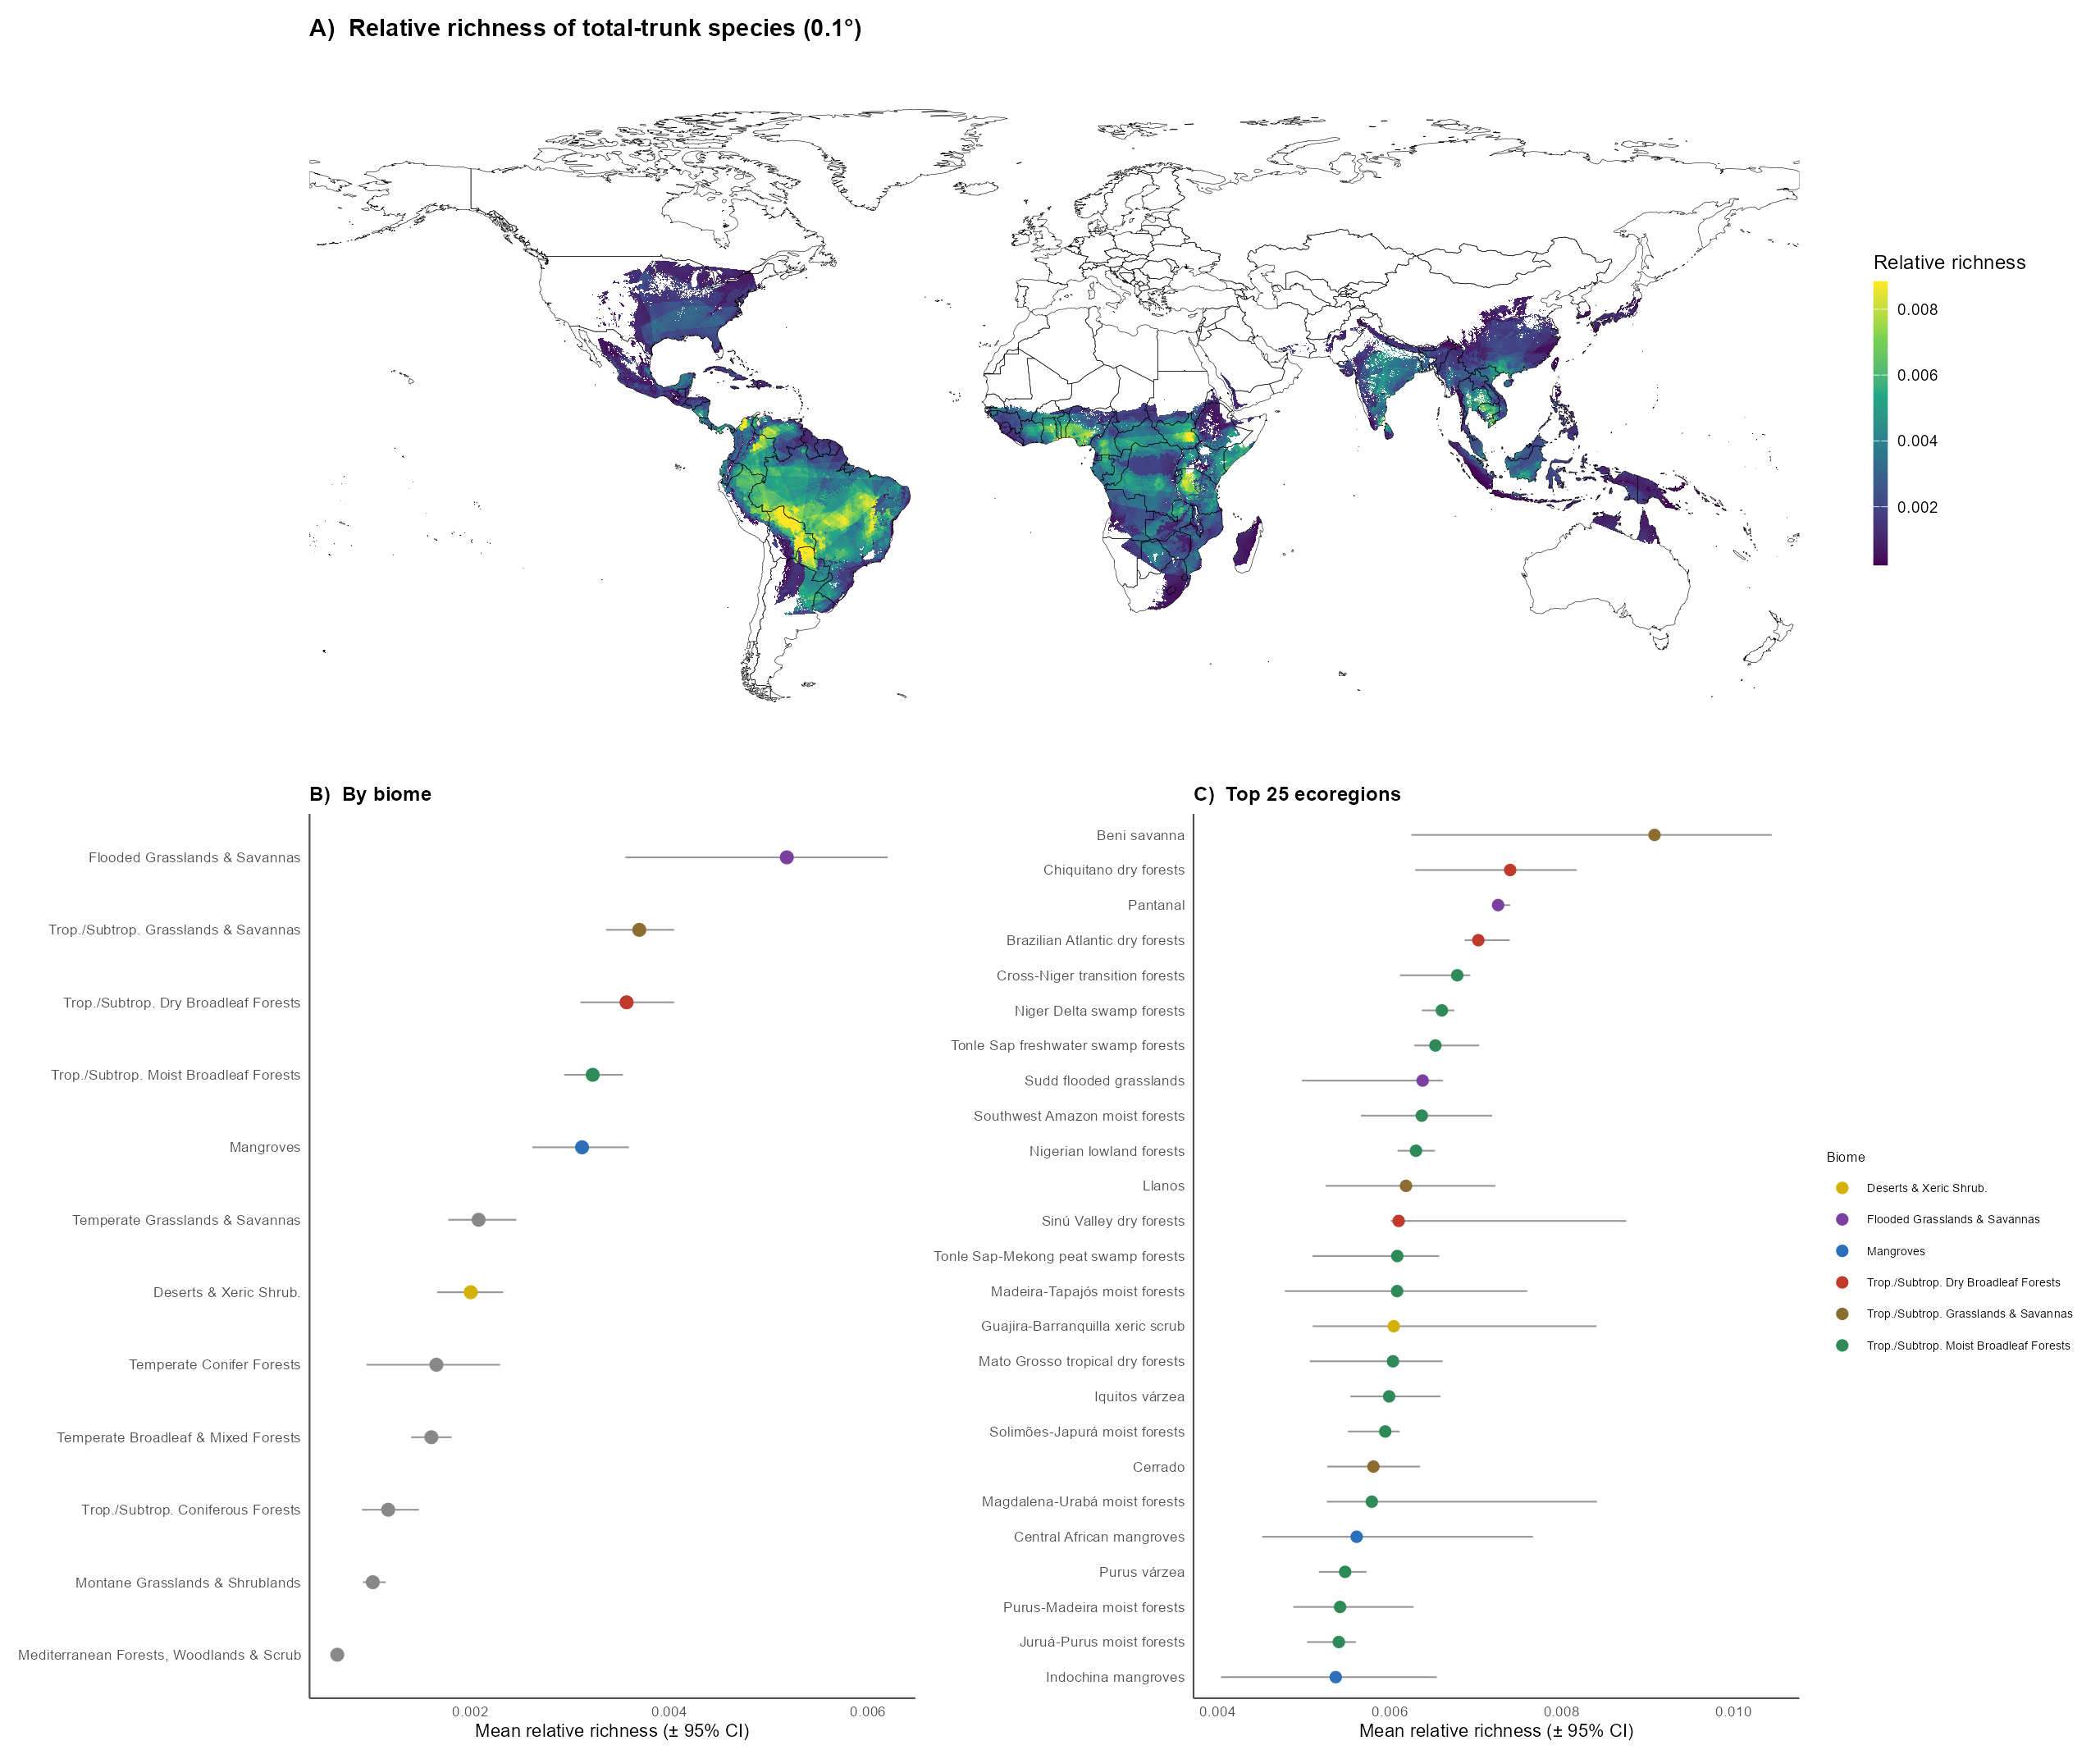 A)  Relative richness of total-trunk species (0.1°)
Relative richness
0.008
0.006
0.004
0.002
B)  By biome
Flooded Grasslands & Savannas
Trop./Subtrop. Grasslands & Savannas
Trop./Subtrop. Dry Broadleaf Forests
Trop./Subtrop. Moist Broadleaf Forests
Mangroves
Temperate Grasslands & Savannas
Deserts & Xeric Shrub.
Temperate Conifer Forests
Temperate Broadleaf & Mixed Forests
Trop./Subtrop. Coniferous Forests
Montane Grasslands & Shrublands
Mediterranean Forests, Woodlands & Scrub
0.002 0.004 0.006
Mean relative richness (± 95% CI)
C)  Top 25 ecoregions
Beni savanna
Chiquitano dry forests
Pantanal
Brazilian Atlantic dry forests
Cross-Niger transition forests
Niger Delta swamp forests
Tonle Sap freshwater swamp forests
Sudd flooded grasslands
Southwest Amazon moist forests
Nigerian lowland forests
Llanos
Sinú Valley dry forests
Tonle Sap-Mekong peat swamp forests
Madeira-Tapajós moist forests
Guajira-Barranquilla xeric scrub
Mato Grosso tropical dry forests
Iquitos várzea
Solimões-Japurá moist forests
Cerrado
Magdalena-Urabá moist forests
Central African mangroves
Purus várzea
Purus-Madeira moist forests
Juruá-Purus moist forests
Indochina mangroves
0.004 0.006 0.008 0.010
Mean relative richness (± 95% CI)
Biome
Deserts & Xeric Shrub.
Flooded Grasslands & Savannas
Mangroves
Trop./Subtrop. Dry Broadleaf Forests
Trop./Subtrop. Grasslands & Savannas
Trop./Subtrop. Moist Broadleaf Forests